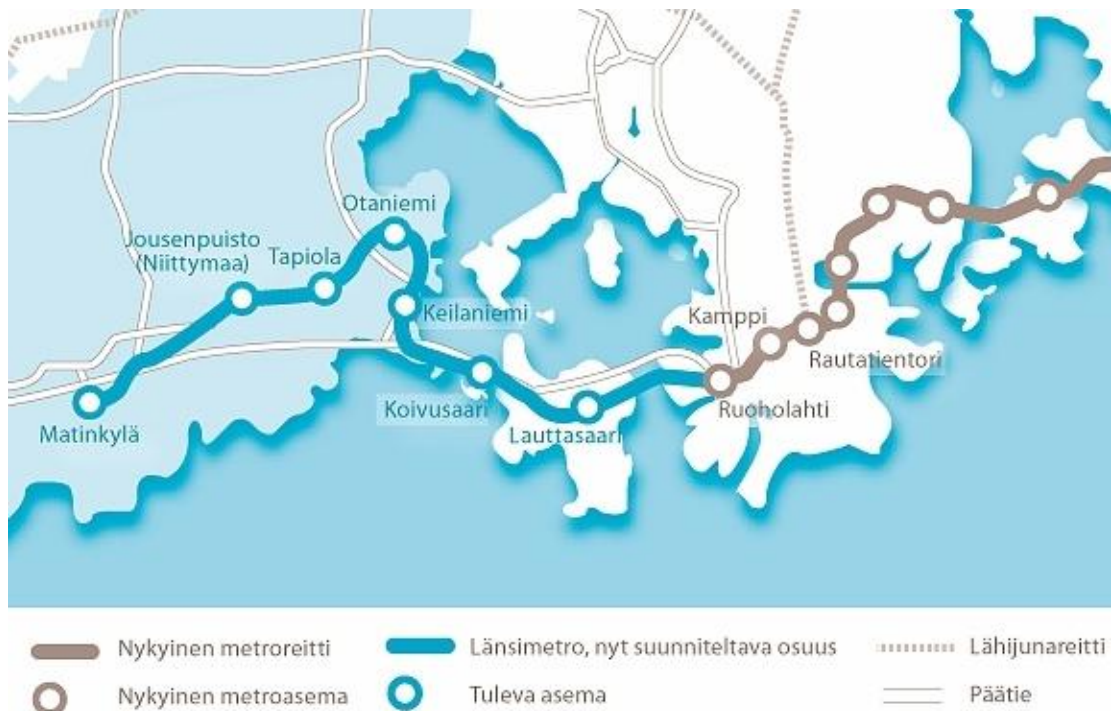 Otaniemi
Jousenpuisto
(Niittymaa)
Tapiola
Keilaniemi
Kamppi
Rautatientori
Koivusaari
Ruoholahti
Matinkylä
Lauttasaari
Nykyinen metroreitti
Länsimetro, nyt suunniteltava osuus
Lähijunareitti
Nykyinen metroasema
Tuleva asema
Päätie